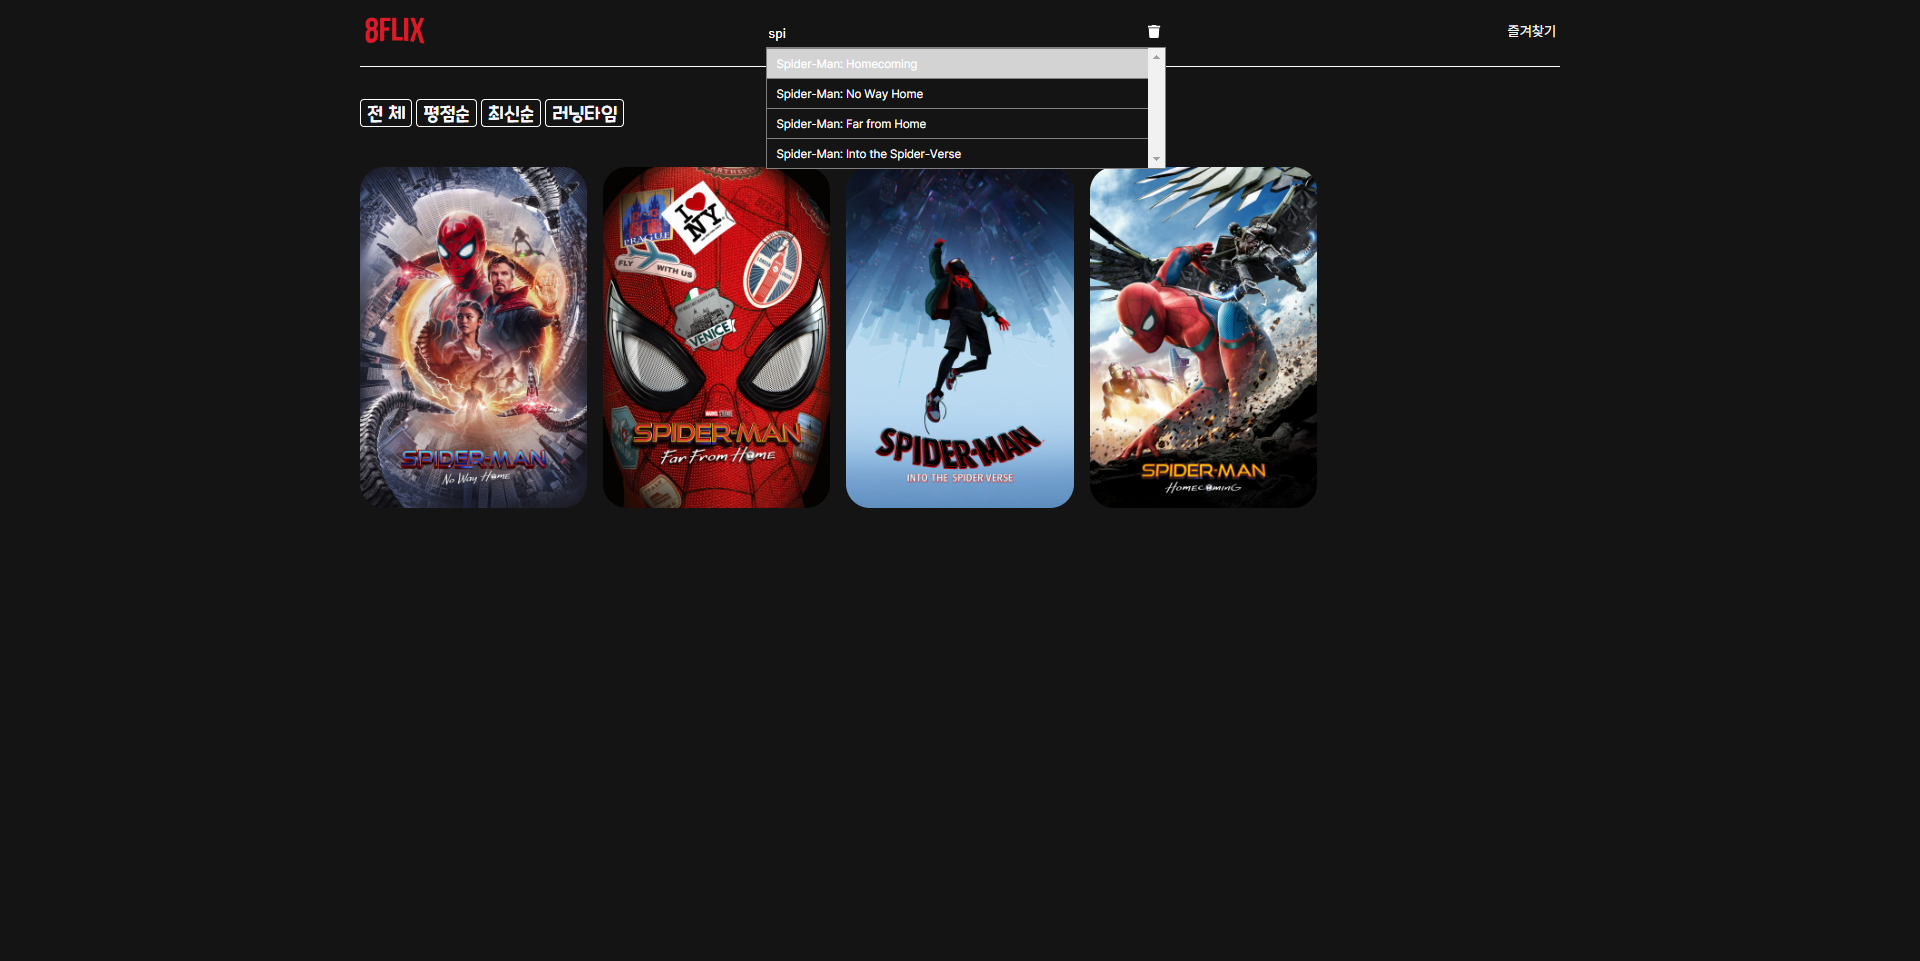 8FLIX
spi
즐겨찾기
Spider-Man: Homecoming
Spider-Man: No Way Home
Spider-Man: Far from Home
Spider-Man: Into the Spider-Verse
전 체
평점순
최신순
러닝타임
SPIDER-MAN
No Way Home
I ♥
NY
PRAGUE
FLY WITH US
VENICE
MARVEL STUDIOS
SPIDER-MAN
Far From Home
SPIDER-MAN
INTO THE SPIDER-VERSE
SPIDER-MAN
HOMECOMING